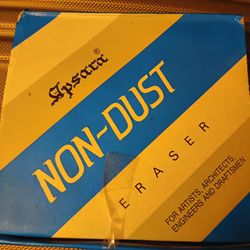 Apsara®
NON-DUST
ERASER
FOR ARTISTS, ARCHITECTS,
ENGINEERS AND DRAFTSMEN